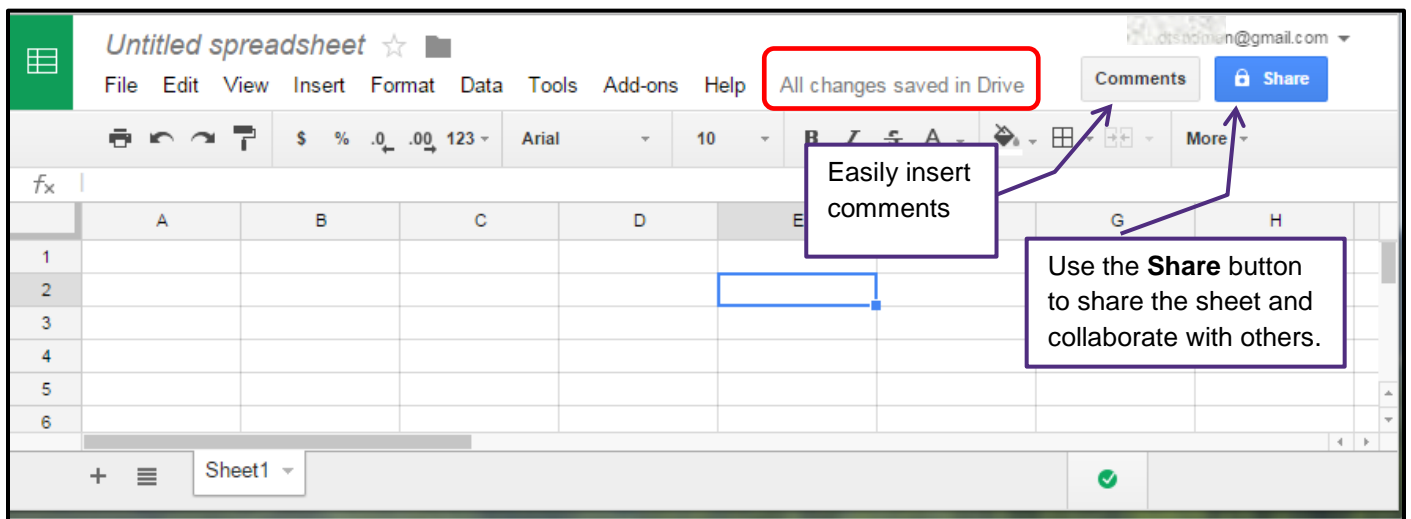 Untitled spreadsheet
@gmail.com
File Edit View Insert Format Data Tools Add-ons Help All changes saved in Drive Comments Share
$ % .0 .00 123 Arial 10 B I S A More
Easily insert
comments
fx
A B C D E G H
1
Use the Share button
to share the sheet and
collaborate with others.
2
3
4
5
6
Sheet1